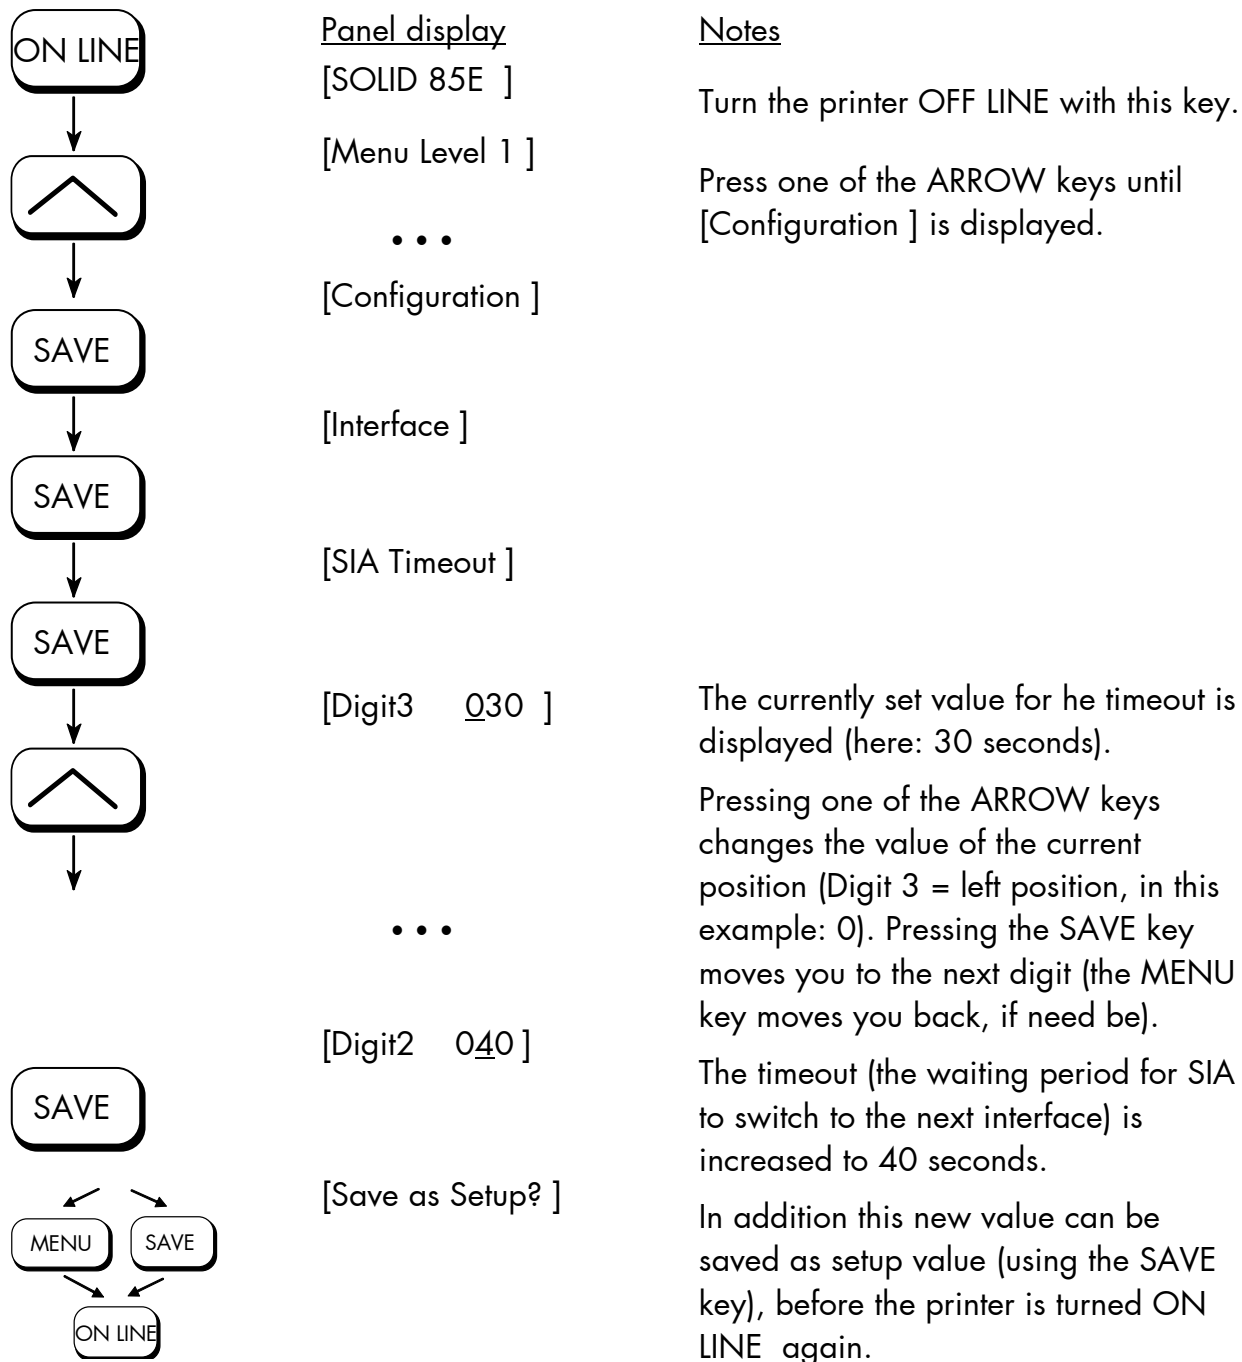 ON LINE
Panel display
Notes
[SOLID 85E  ]
Turn the printer OFF LINE with this key.
[Menu Level 1 ]
Press one of the ARROW keys until
[Configuration ] is displayed.
• • •
[Configuration ]
SAVE
[Interface ]
SAVE
[SIA Timeout ]
SAVE
[Digit3 030 ]
The currently set value for he timeout is
displayed (here: 30 seconds).
Pressing one of the ARROW keys
changes the value of the current
position (Digit 3 = left position, in this
example: 0). Pressing the SAVE key
moves you to the next digit (the MENU
key moves you back, if need be).
• • •
[Digit2 040 ]
SAVE
The timeout (the waiting period for SIA
to switch to the next interface) is
increased to 40 seconds.
[Save as Setup? ]
MENU
SAVE
ON LINE
In addition this new value can be
saved as setup value (using the SAVE
key), before the printer is turned ON
LINE  again.